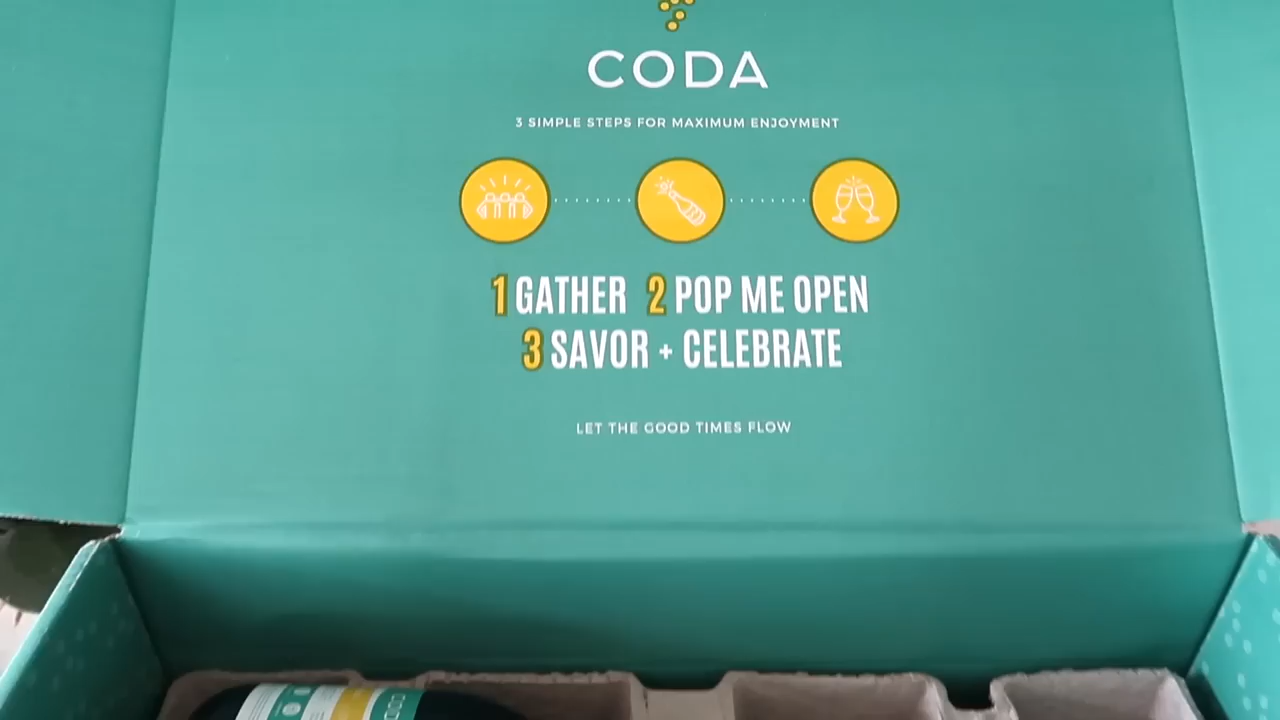 CODA
3 SIMPLE STEPS FOR MAXIMUM ENJOYMENT
1 GATHER 2 POP ME OPEN
3 SAVOR + CELEBRATE
LET THE GOOD TIMES FLOW
CODA